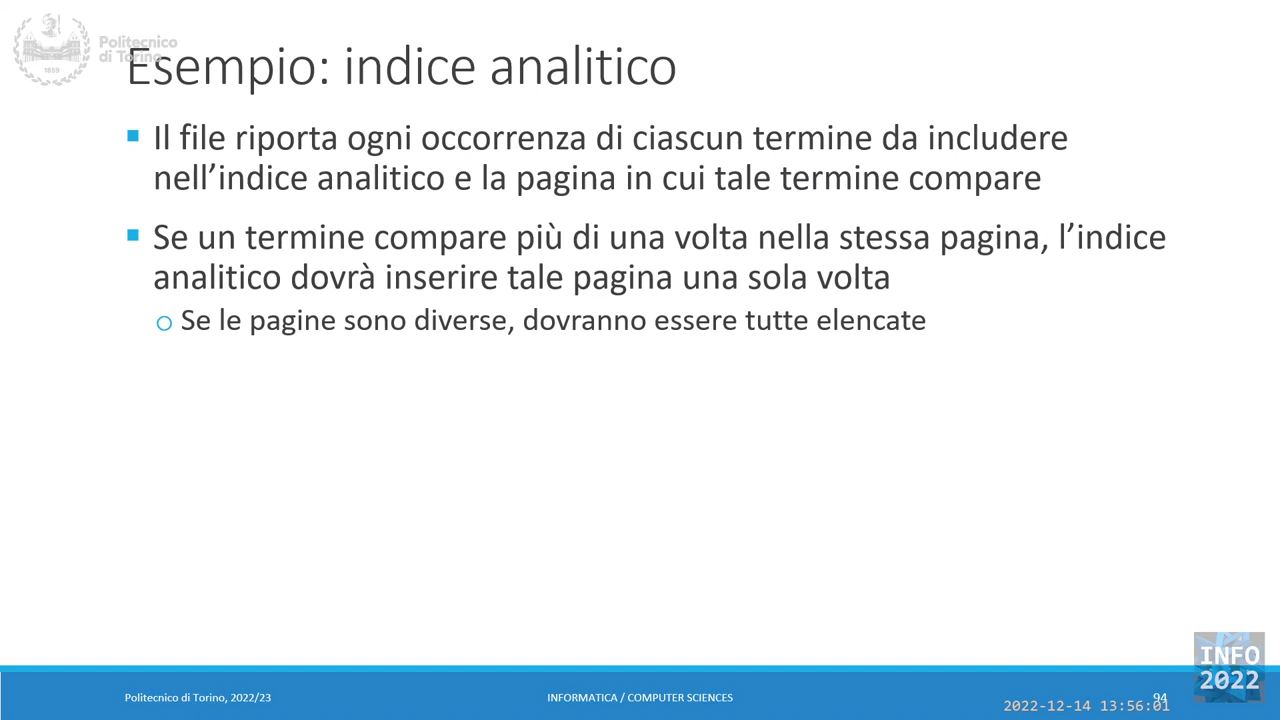 Politecnico
di Torino
1859
Esempio: indice analitico
Il file riporta ogni occorrenza di ciascun termine da includere
nell’indice analitico e la pagina in cui tale termine compare
Se un termine compare più di una volta nella stessa pagina, l’indice
analitico dovrà inserire tale pagina una sola volta
Se le pagine sono diverse, dovranno essere tutte elencate
Politecnico di Torino, 2022/23
INFORMATICA / COMPUTER SCIENCES
94
2022-12-14 13:56:01
INFO
2022